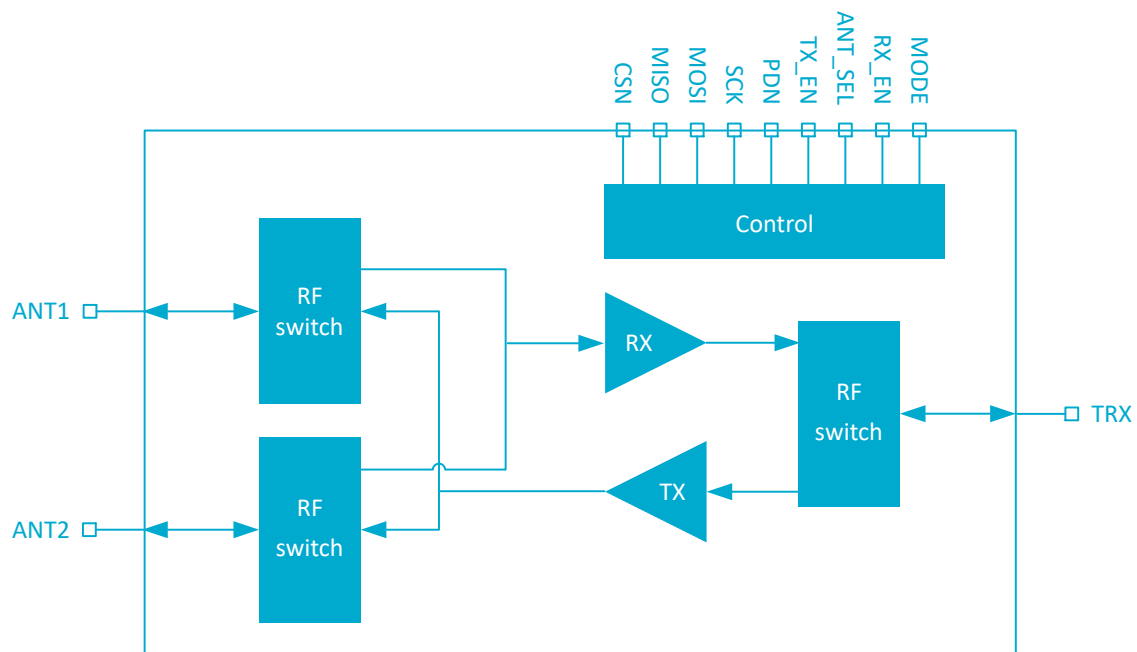 CSN
MISO
MOSI
SCK
PDN
TX_EN
ANT_SEL
RX_EN
MODE
Control
RF
switch
ANT1
RX
RF
switch
TRX
RF
switch
TX
ANT2